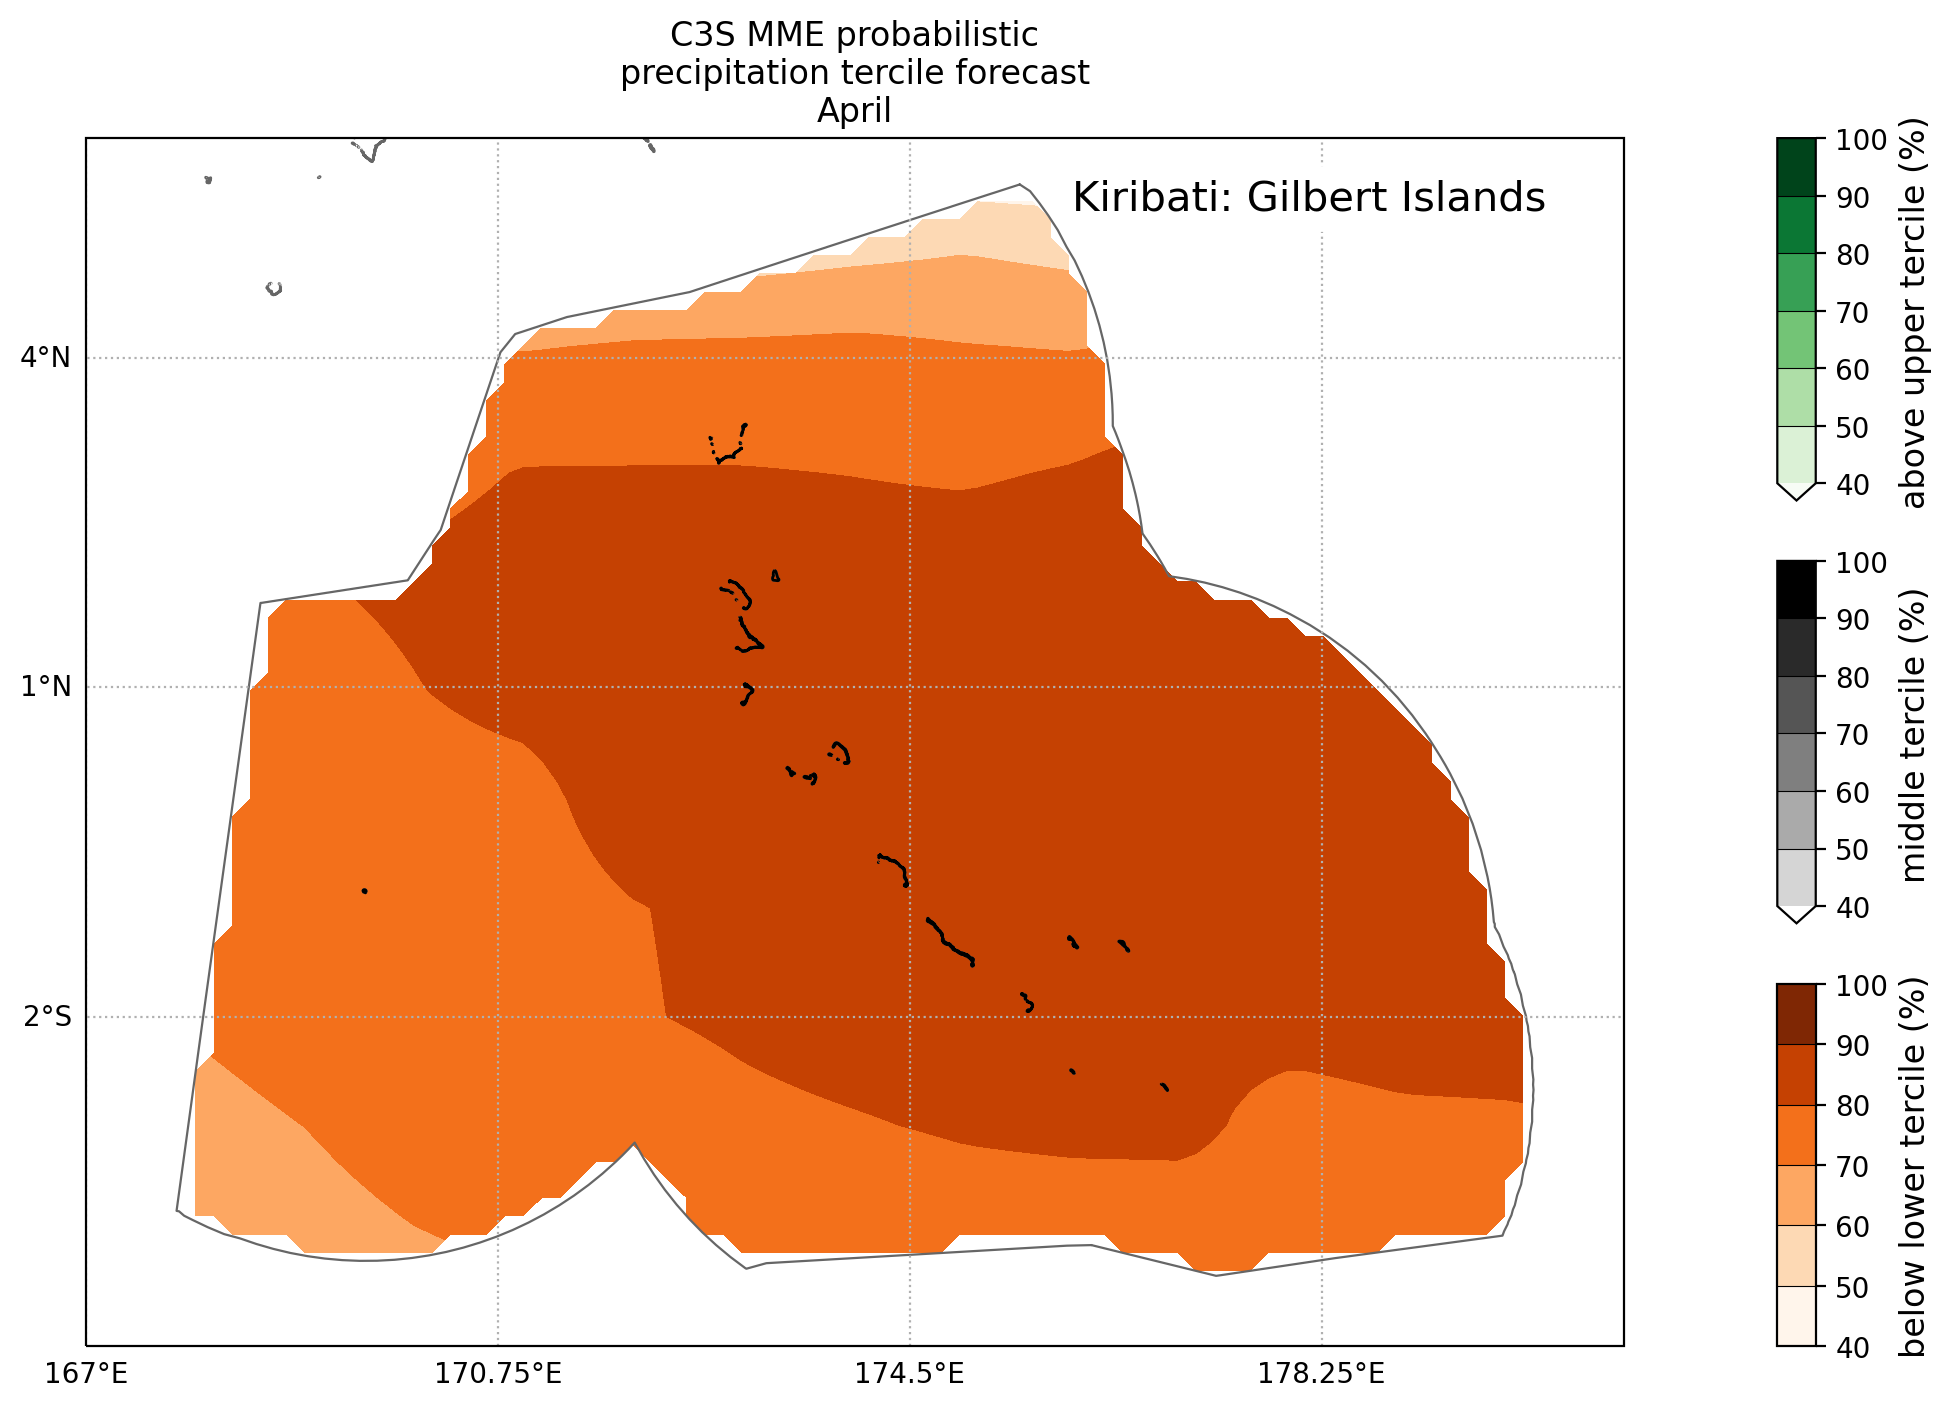 C3S MME probabilistic
precipitation tercile forecast
April
Kiribati: Gilbert Islands
4°N
1°N
2°S
167°E
170.75°E
174.5°E
178.25°E
100
90
80
70
60
50
40
above upper tercile (%)
100
90
80
70
60
50
40
middle tercile (%)
100
90
80
70
60
50
40
below lower tercile (%)